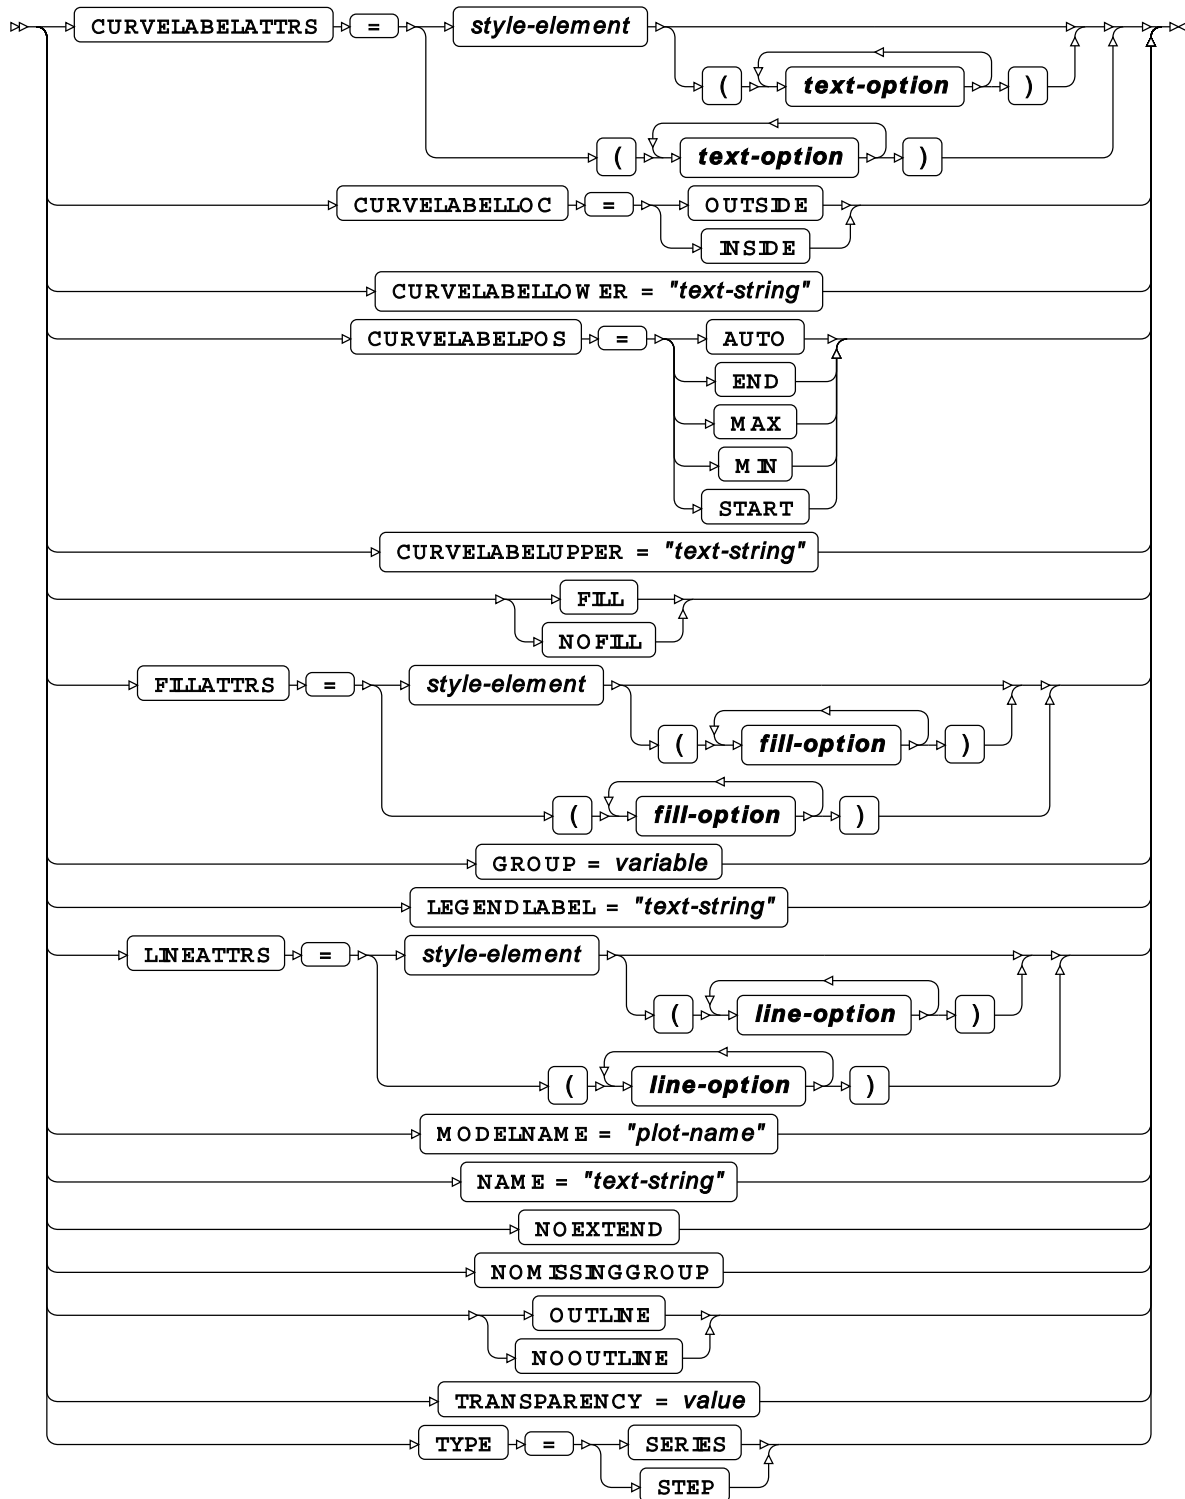 CURVELABELATTRS = style-element
( text-option )
( text-option )
CURVELABELLOC = OUTSIDE
INSIDE
CURVELABELLOWER = "text-string"
CURVELABELPOS = AUTO
END
MAX
MIN
START
CURVELABELUPPER = "text-string"
FILL
NOFILL
FILLATTRS = style-element
( fill-option )
( fill-option )
GROUP = variable
LEGENDLABEL = "text-string"
LINEATTRS = style-element
( line-option )
( line-option )
MODELNAME = "plot-name"
NAME = "text-string"
NOEXTEND
NOMISSINGGROUP
OUTLINE
NOOUTLINE
TRANSPARENCY = value
TYPE = SERIES
STEP